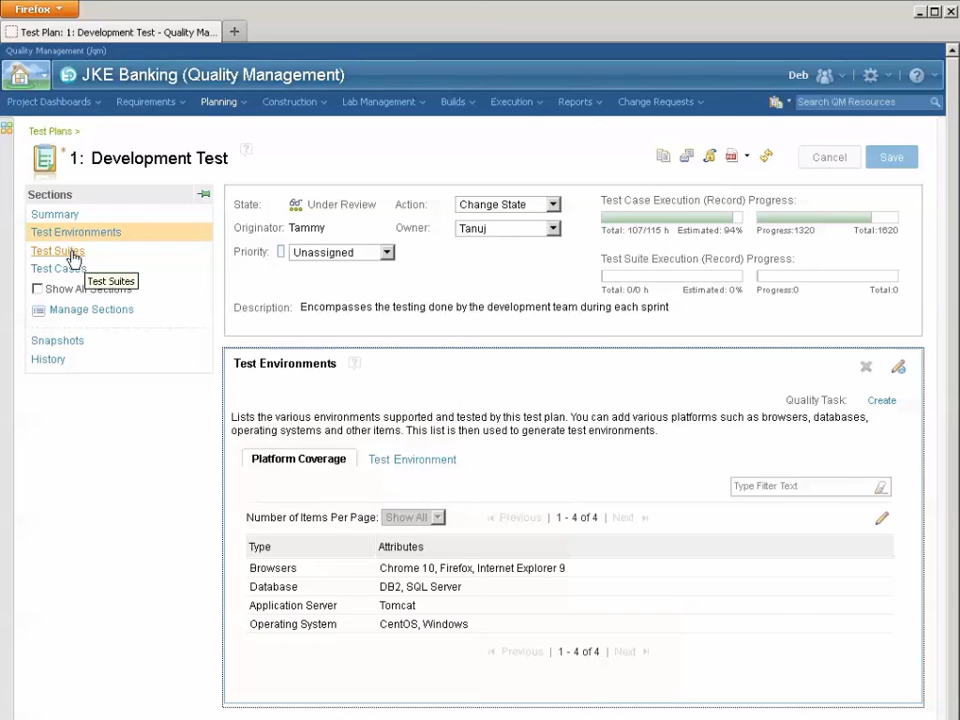 Firefox
Test Plan: 1: Development Test - Quality Ma...
Quality Management (/qm)
JKE Banking (Quality Management)
Deb
Project Dashboards
Requirements
Planning
Construction
Lab Management
Builds
Execution
Reports
Change Requests
Search QM Resources
Test Plans >
1: Development Test
Cancel
Save
Sections
Summary
Test Environments
Test Suites
Test Cases
Test Suites
Show All Sections
Manage Sections
Snapshots
History
State:
Under Review
Action:
Change State
Originator:
Tammy
Owner:
Tanuj
Priority:
Unassigned
Test Case Execution (Record) Progress:
Total: 107/115 h Estimated: 94% Progress:1320 Total:1620
Test Suite Execution (Record) Progress:
Total: 0/0 h Estimated: 0% Progress:0 Total:0
Description: Encompasses the testing done by the development team during each sprint
Test Environments
Quality Task: Create
Lists the various environments supported and tested by this test plan. You can add various platforms such as browsers, databases,
operating systems and other items. This list is then used to generate test environments.
Platform Coverage
Test Environment
Type Filter Text
Number of Items Per Page: Show All
Previous | 1 - 4 of 4 | Next
Type Attributes
Browsers Chrome 10, Firefox, Internet Explorer 9
Database DB2, SQL Server
Application Server Tomcat
Operating System CentOS, Windows
Previous | 1 - 4 of 4 | Next